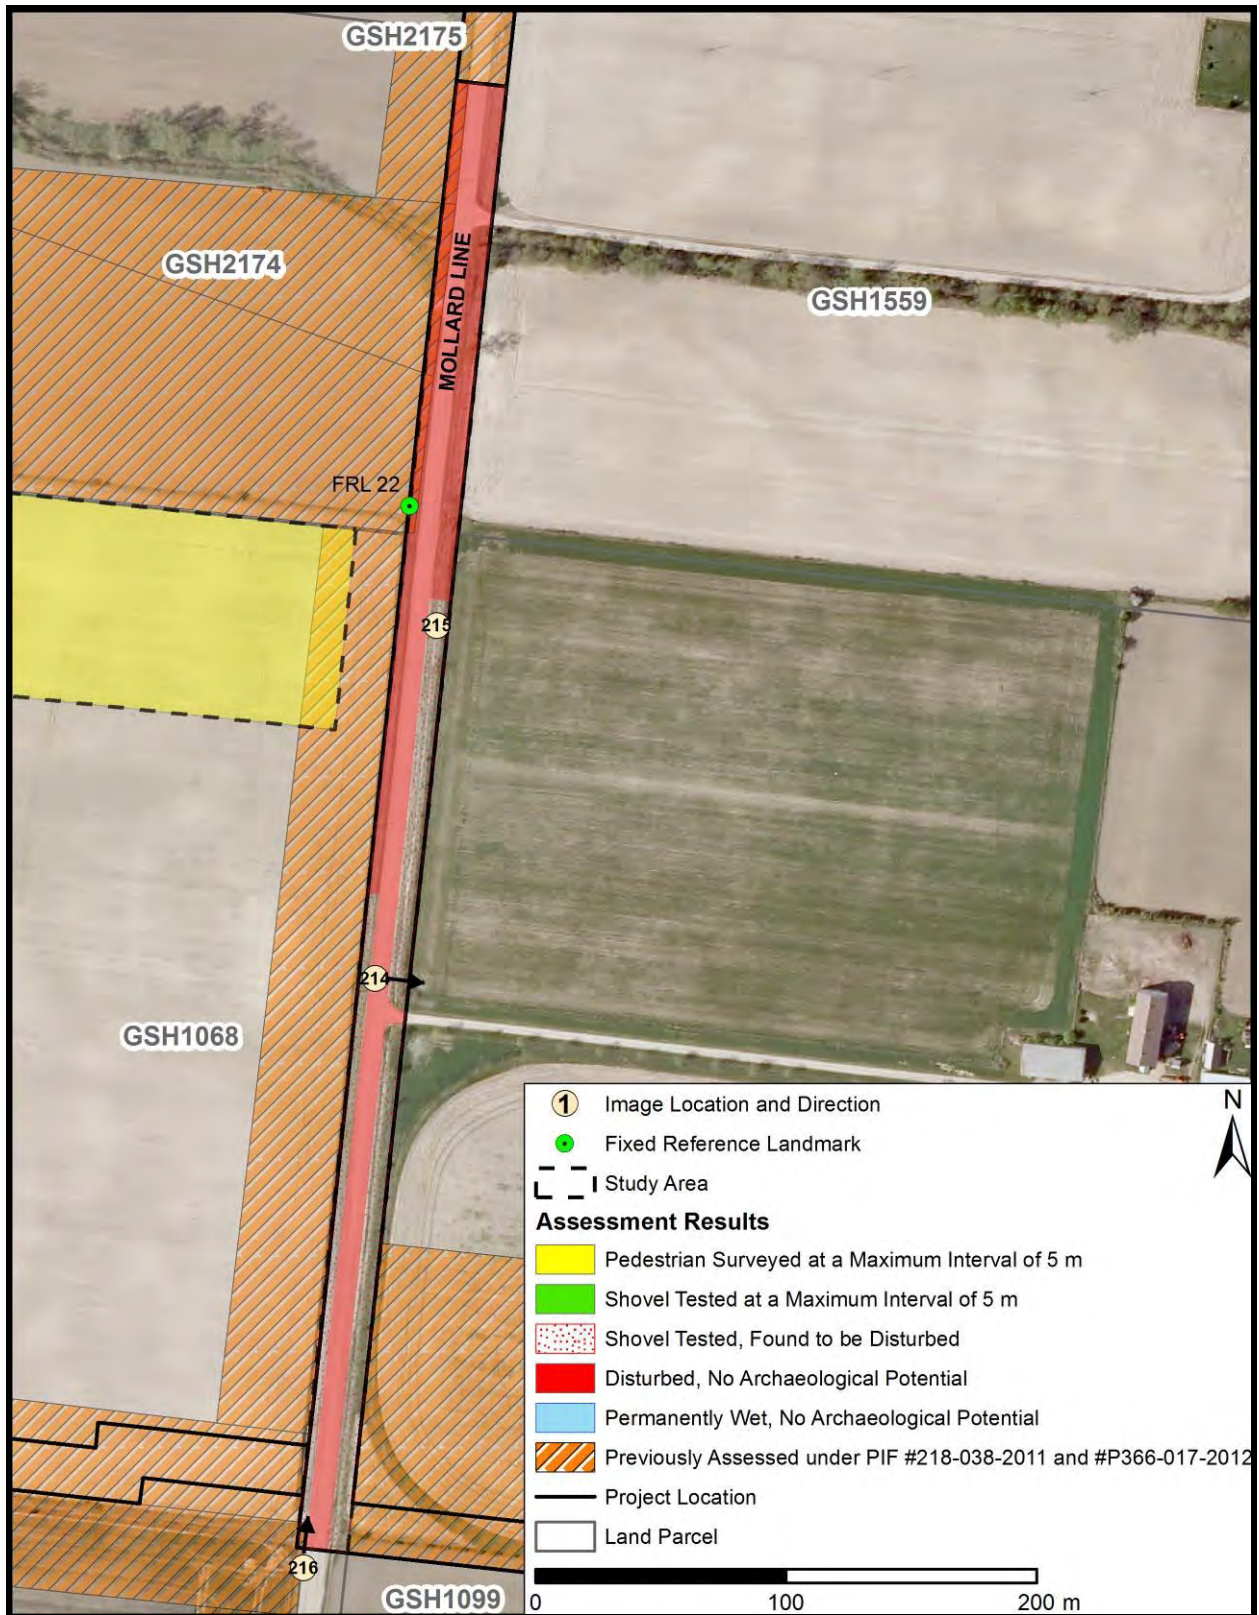 GSH2175
GSH2174
MOLLARD LINE
GSH1559
FRL 22
215
214
GSH1068
216
GSH1099
1 Image Location and Direction
N
Fixed Reference Landmark
Study Area
Assessment Results
Pedestrian Surveyed at a Maximum Interval of 5 m
Shovel Tested at a Maximum Interval of 5 m
Shovel Tested, Found to be Disturbed
Disturbed, No Archaeological Potential
Permanently Wet, No Archaeological Potential
Previously Assessed under PIF #218-038-2011 and #P366-017-2012
Project Location
Land Parcel
0 100 200 m